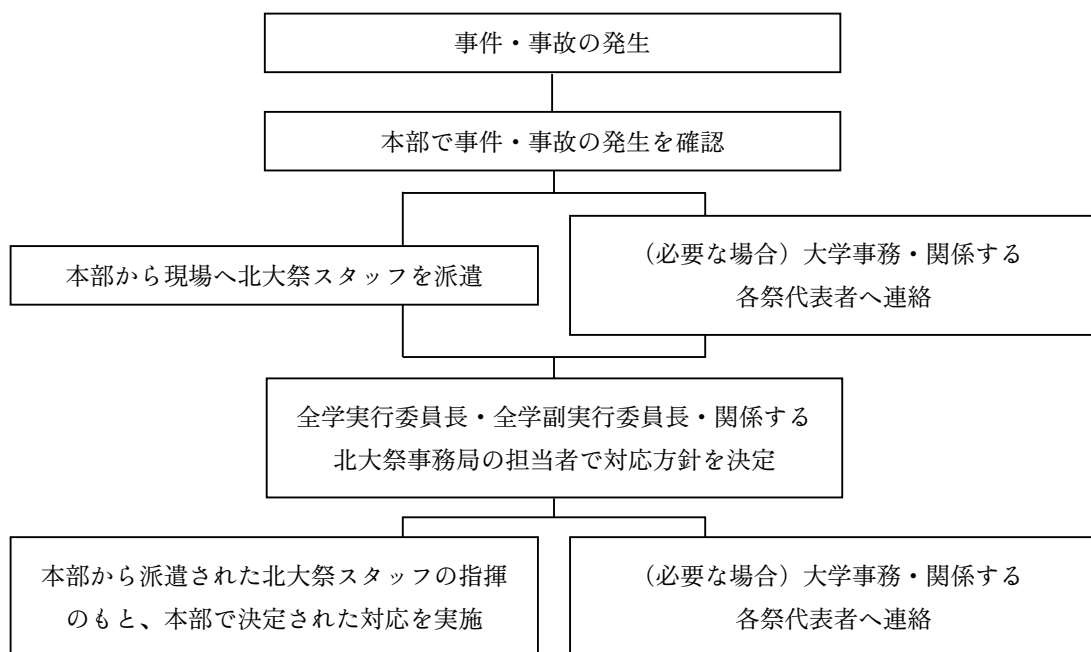 事件・事故の発生
本部で事件・事故の発生を確認
本部から現場へ北大祭スタッフを派遣
（必要な場合）大学事務・関係する
各祭代表者へ連絡
全学実行委員長・全学副実行委員長・関係する
北大祭事務局の担当者で対応方針を決定
本部から派遣された北大祭スタッフの指揮
のもと、本部で決定された対応を実施
（必要な場合）大学事務・関係する
各祭代表者へ連絡